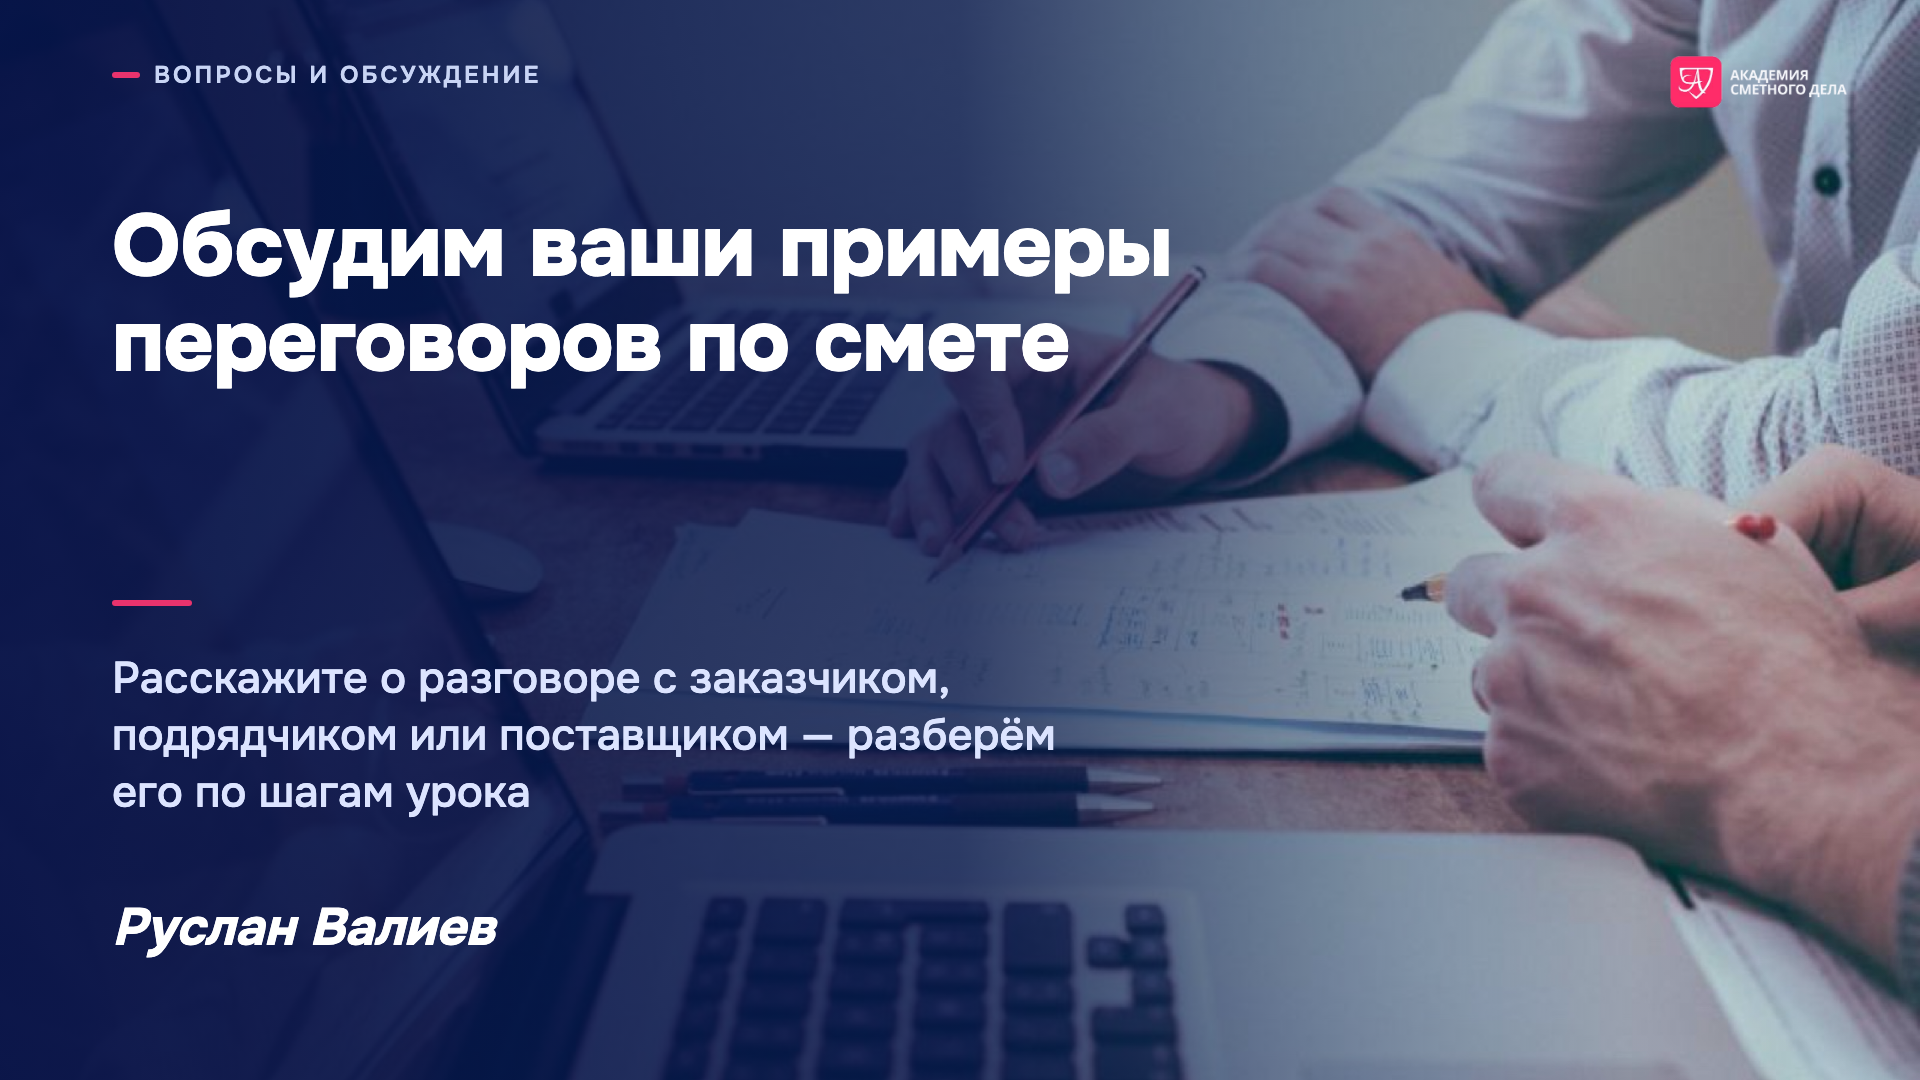 ВОПРОСЫ И ОБСУЖДЕНИЕ
АКАДЕМИЯ
СМЕТНОГО ДЕЛА
Обсудим ваши примеры
переговоров по смете
Расскажите о разговоре с заказчиком,
подрядчиком или поставщиком — разберём
его по шагам урока
Руслан Валиев